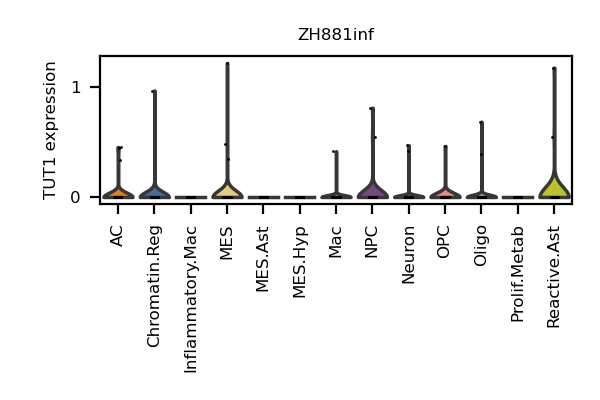 ZH881inf
TUT1 expression
1
0
AC
Chromatin.Reg
Inflammatory.Mac
MES
MES.Ast
MES.Hyp
Mac
NPC
Neuron
OPC
Oligo
Prolif.Metab
Reactive.Ast